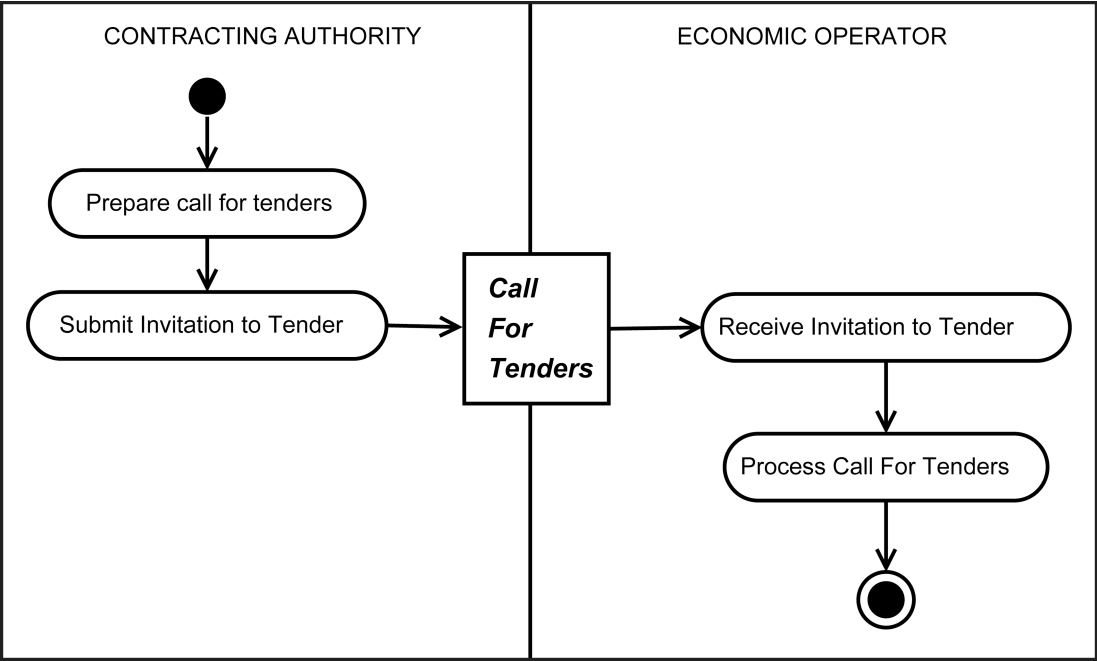 CONTRACTING AUTHORITY
ECONOMIC OPERATOR
Prepare call for tenders
Submit Invitation to Tender
Call
For
Tenders
Receive Invitation to Tender
Process Call For Tenders